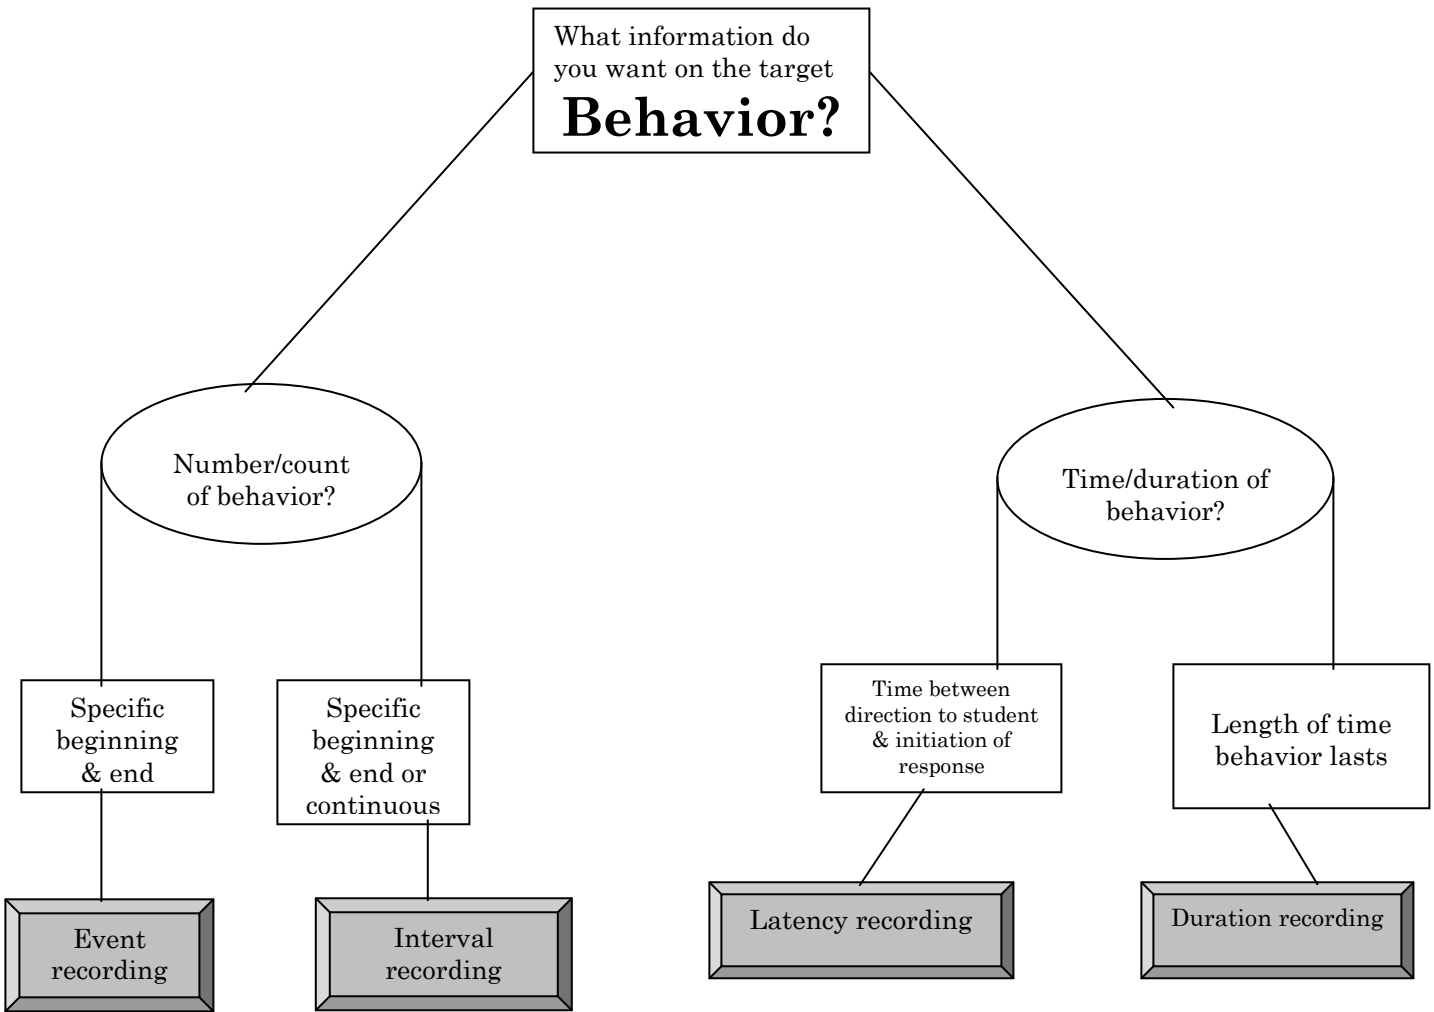 What information do
you want on the target
Behavior?
Number/count
of behavior?
Time/duration of
behavior?
Specific
beginning
& end
Specific
beginning
& end or
continuous
Time between
direction to student
& initiation of
response
Length of time
behavior lasts
Event
recording
Interval
recording
Latency recording
Duration recording